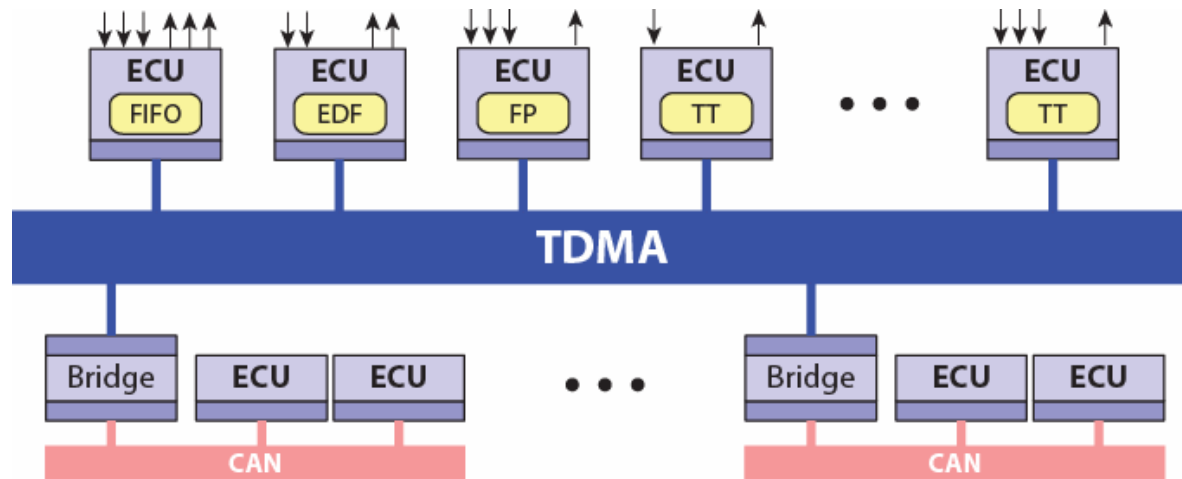 ECU
FIFO
ECU
EDF
ECU
FP
ECU
TT
ECU
TT
TDMA
Bridge
ECU
ECU
Bridge
ECU
ECU
CAN
CAN